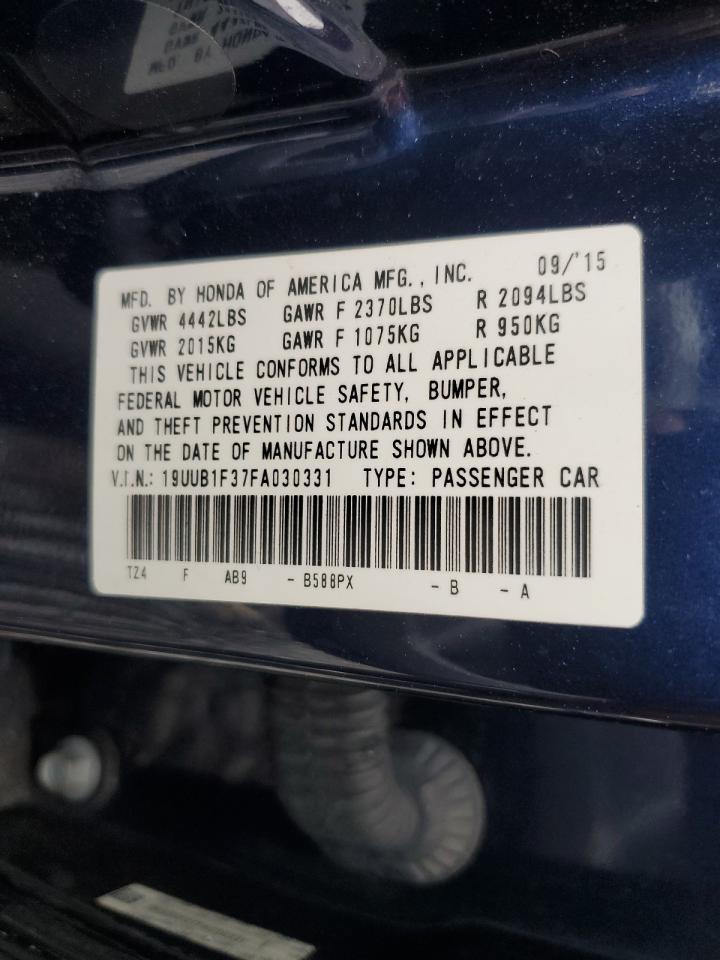 MFD. BY HONDA OF AMERICA MFG., INC. 09/'15
GVWR 4442LBS GAWR F 2370LBS R 2094LBS
GVWR 2015KG GAWR F 1075KG R 950KG
THIS VEHICLE CONFORMS TO ALL APPLICABLE
FEDERAL MOTOR VEHICLE SAFETY, BUMPER,
AND THEFT PREVENTION STANDARDS IN EFFECT
ON THE DATE OF MANUFACTURE SHOWN ABOVE.
V.I.N.: 19UUB1F37FA030331 TYPE: PASSENGER CAR
TZ4 F AB9 - B588PX - B - A